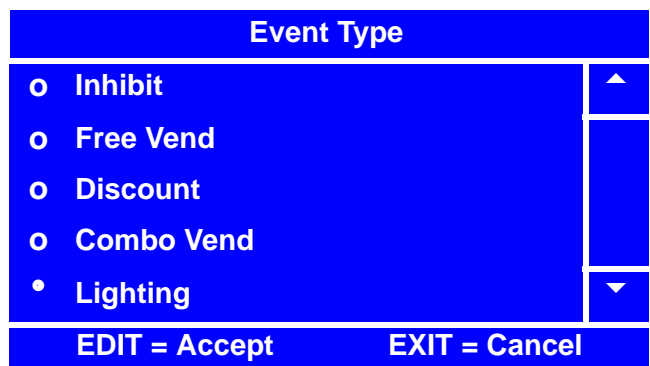 Event Type
o Inhibit
o Free Vend
o Discount
o Combo Vend
• Lighting
EDIT = Accept EXIT = Cancel